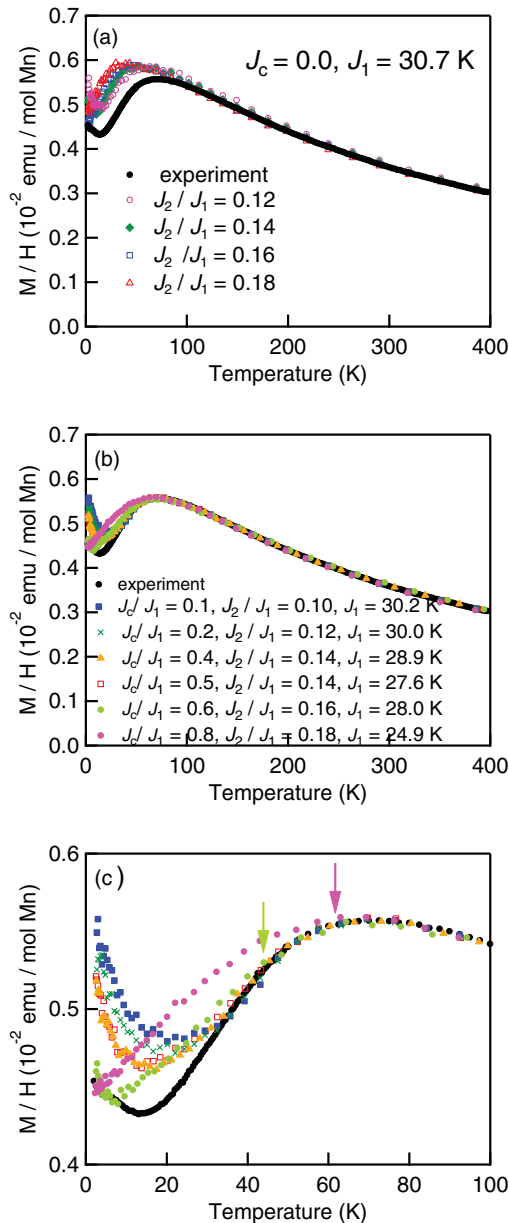 (a)
J_c = 0.0, J_1 = 30.7 K
M / H (10^-2 emu / mol Mn)
0.7
0.6
0.5
0.4
0.3
0.2
0.1
0.0
experiment
J_2 / J_1 = 0.12
J_2 / J_1 = 0.14
J_2 / J_1 = 0.16
J_2 / J_1 = 0.18
0 100 200 300 400
Temperature (K)
(b)
M / H (10^-2 emu / mol Mn)
0.7
0.6
0.5
0.4
0.3
0.2
0.1
0.0
experiment
J_c / J_1 = 0.1, J_2 / J_1 = 0.10, J_1 = 30.2 K
J_c / J_1 = 0.2, J_2 / J_1 = 0.12, J_1 = 30.0 K
J_c / J_1 = 0.4, J_2 / J_1 = 0.14, J_1 = 28.9 K
J_c / J_1 = 0.5, J_2 / J_1 = 0.14, J_1 = 27.6 K
J_c / J_1 = 0.6, J_2 / J_1 = 0.16, J_1 = 28.0 K
J_c / J_1 = 0.8, J_2 / J_1 = 0.18, J_1 = 24.9 K
0 100 200 300 400
Temperature (K)
(c)
M / H (10^-2 emu / mol Mn)
0.6
0.5
0.4
0 20 40 60 80 100
Temperature (K)